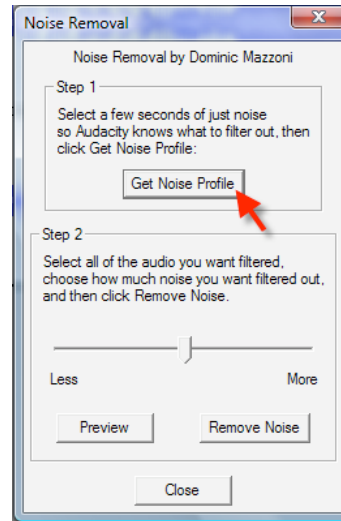 Noise Removal
Noise Removal by Dominic Mazzoni
Step 1
Select a few seconds of just noise
so Audacity knows what to filter out, then
click Get Noise Profile:
Get Noise Profile
Step 2
Select all of the audio you want filtered,
choose how much noise you want filtered out,
and then click Remove Noise.
Less More
Preview Remove Noise
Close